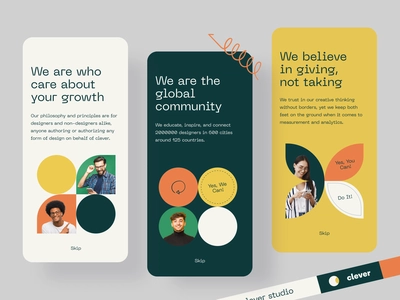 We are who
care about
your growth
Our philosophy and principles are for
designers and non-designers alike,
anyone authoring or authorizing any
form of design on behalf of clever.
Skip
We are the
global
community
We educate, inspire, and connect
2000000 designers in 500 cities
around 125 countries.
Yes, We
Can!
Skip
We believe
in giving,
not taking
We trust in our creative thinking
without borders, yet we keep both
feet on the ground when it comes to
measurement and analytics.
Yes, You
Can!
Do It!
Skip
clever studio
clever